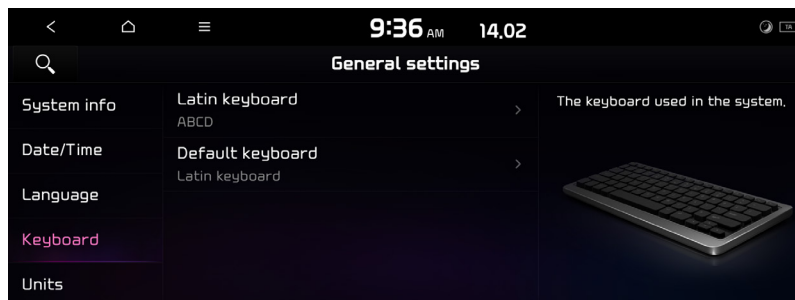 9:36 AM 14.02
TA
General settings
System info
Date/Time
Language
Keyboard
Units
Latin keyboard
ABCD
Default keyboard
Latin keyboard
The keyboard used in the system.